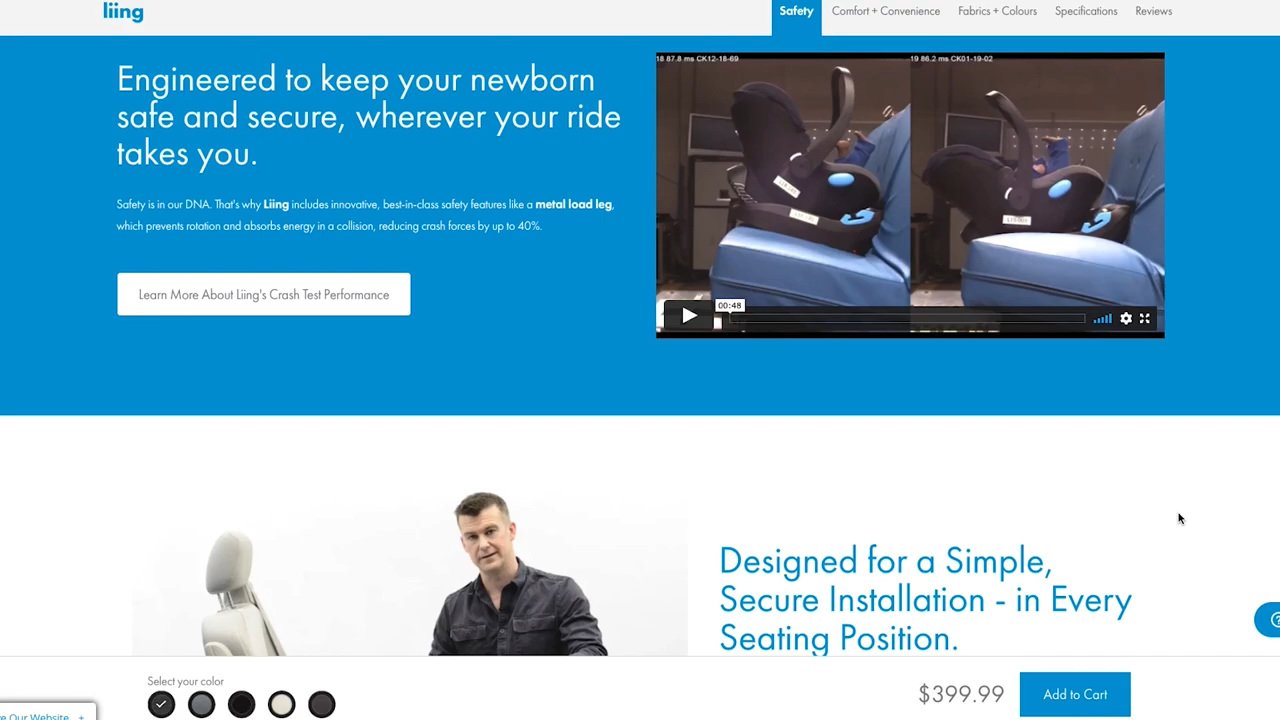 liing
Safety
Comfort + Convenience
Fabrics + Colours
Specifications
Reviews
Engineered to keep your newborn
safe and secure, wherever your ride
takes you.
Safety is in our DNA. That's why Liing includes innovative, best-in-class safety features like a metal load leg,
which prevents rotation and absorbs energy in a collision, reducing crash forces by up to 40%.
Learn More About Liing's Crash Test Performance
18 87.8 ms CK12-18-69
19 86.2 ms CK01-19-02
00:48
Designed for a Simple,
Secure Installation - in Every
Seating Position.
Select your color
$399.99
Add to Cart
Our Website +